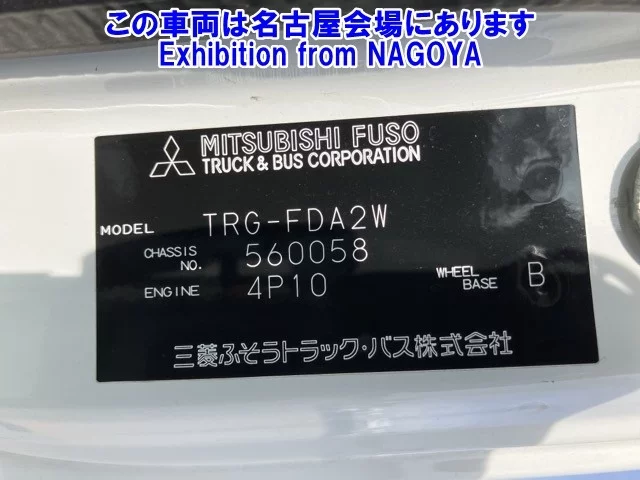 この車両は名古屋会場にあります
Exhibition from NAGOYA
MITSUBISHI FUSO
TRUCK & BUS CORPORATION
MODEL TRG-FDA2W
CHASSIS NO. 560058
ENGINE 4P10 WHEEL BASE B
三菱ふそうトラック・バス株式会社